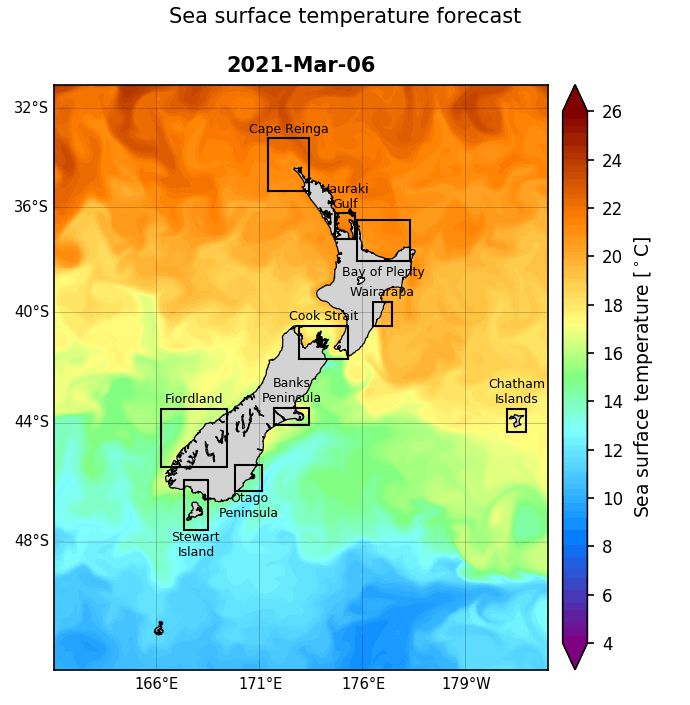 Sea surface temperature forecast
2021-Mar-06
32°S
36°S
40°S
44°S
48°S
166°E
171°E
176°E
179°W
Cape Reinga
Hauraki
Gulf
Bay of Plenty
Wairarapa
Cook Strait
Banks
Peninsula
Fiordland
Chatham
Islands
Otago
Peninsula
Stewart
Island
26
24
22
20
18
16
14
12
10
8
6
4
Sea surface temperature [°C]